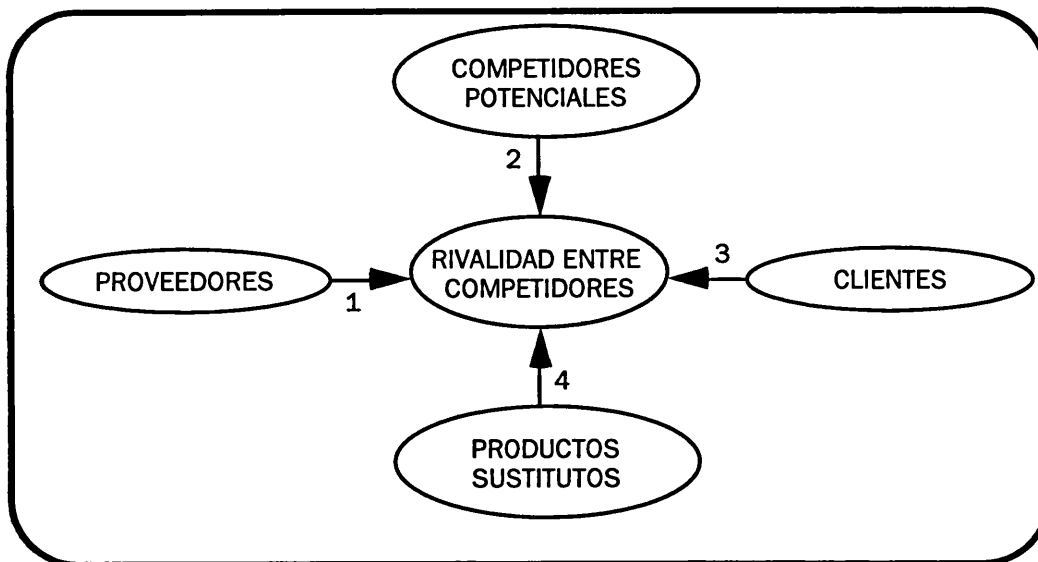 COMPETIDORES
POTENCIALES
2
PROVEEDORES
1
RIVALIDAD ENTRE
COMPETIDORES
3
CLIENTES
4
PRODUCTOS
SUSTITUTOS